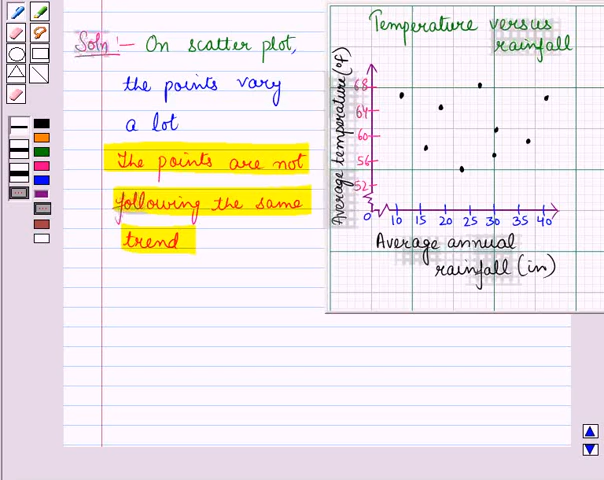 Soln:- On scatter plot,
the points vary
a lot
The points are not
following the same
trend
Temperature versus
rainfall
Average temperature (of)
68
64
60
56
52
0 10 15 20 25 30 35 40
Average annual
rainfall (in)